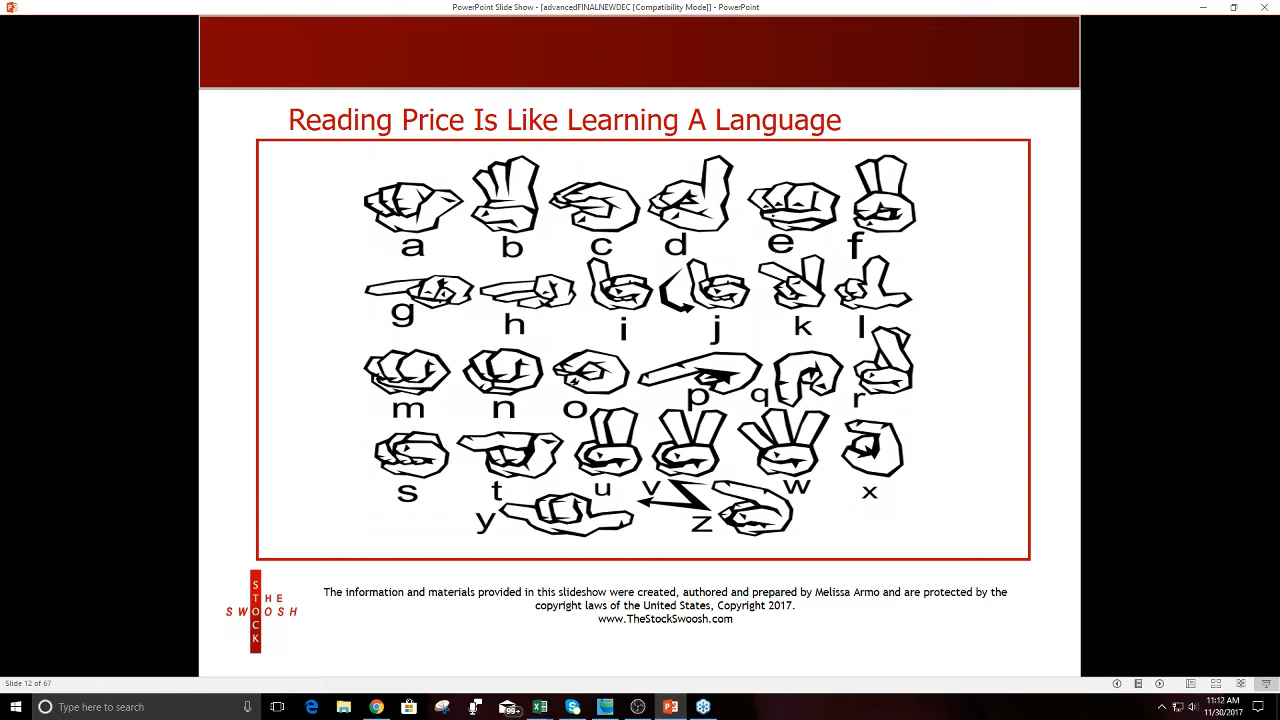 PowerPoint Slide Show - [advancedFINALNEWDEC [Compatibility Mode]] - PowerPoint
Reading Price Is Like Learning A Language
a b c d e f
g h i j k l
m n o p q r
s t u v w x
y z
STOCK
THE
SWOOSH
The information and materials provided in this slideshow were created, authored and prepared by Melissa Armo and are protected by the
copyright laws of the United States, Copyright 2017.
www.TheStockSwoosh.com
Slide 12 of 67
Type here to search
99+
11:12 AM
11/30/2017